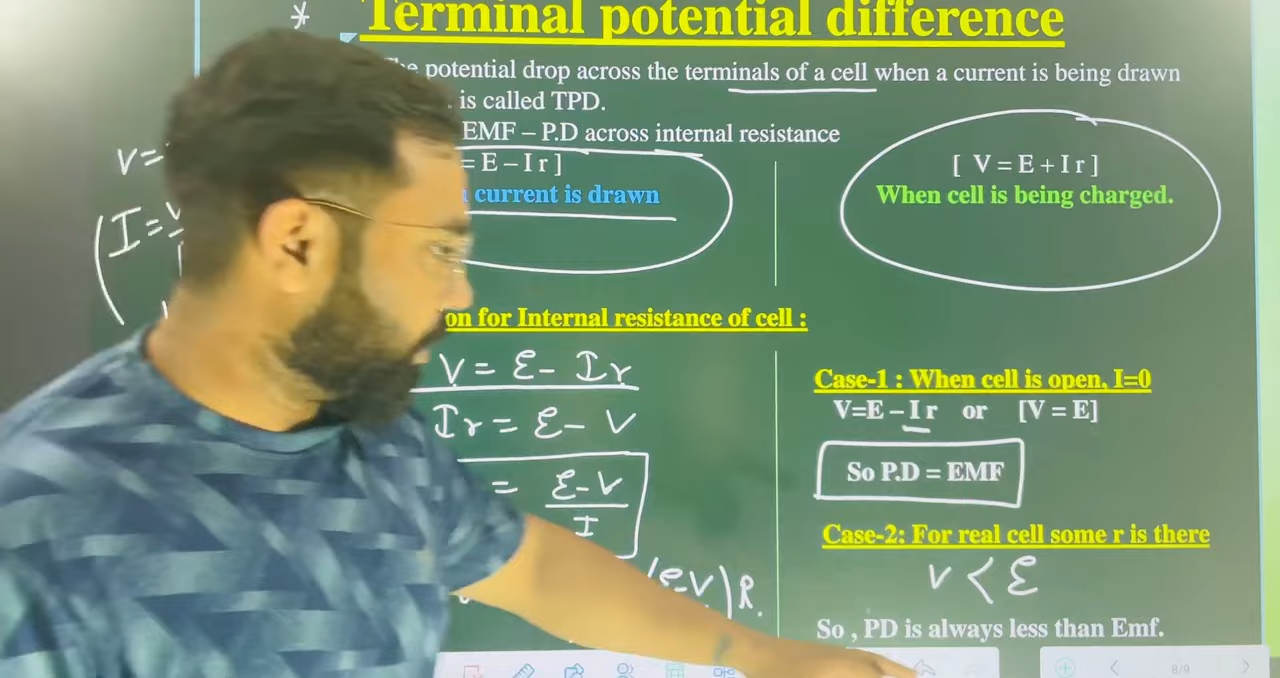 * Terminal potential difference
potential drop across the terminals of a cell when a current is being drawn
is called TPD.
EMF – P.D across internal resistance
= E – I r ]
current is drawn
[ V = E + I r ]
When cell is being charged.
V =
I =
on for Internal resistance of cell :
V = ε - Ir
Ir = ε - V
= ε-V
I
(ε-V) R.
Case-1 : When cell is open, I=0
V=E – I r or [V = E]
So P.D = EMF
Case-2: For real cell some r is there
V < ε
So , PD is always less than Emf.
8/9